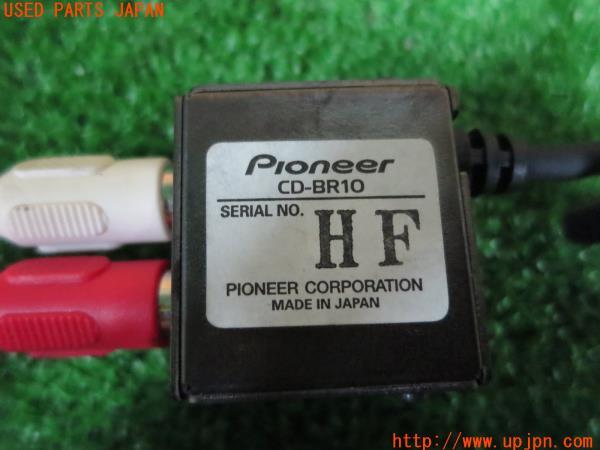 USED PARTS JAPAN
Pioneer
CD-BR10
SERIAL NO. HF
PIONEER CORPORATION
MADE IN JAPAN
http://www.upjpn.com/